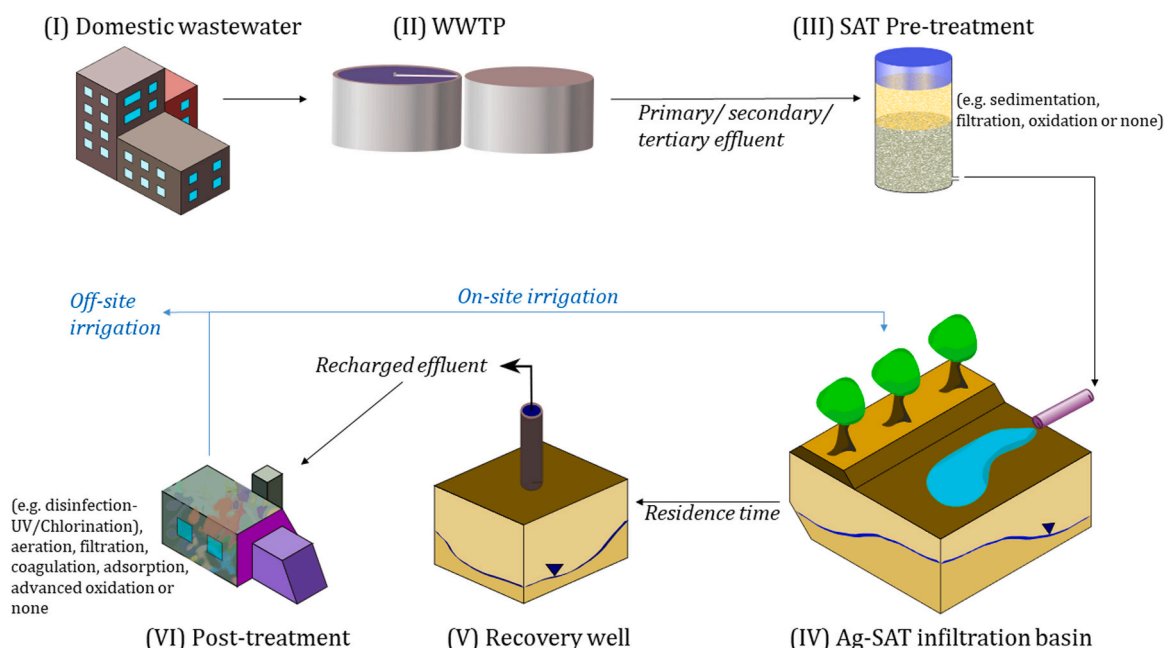 (I) Domestic wastewater
(II) WWTP
(III) SAT Pre-treatment
Primary/ secondary/
tertiary effluent
(e.g. sedimentation,
filtration, oxidation or none)
Off-site
irrigation
On-site irrigation
Recharged effluent
Residence time
(e.g. disinfection-
UV/Chlorination),
aeration, filtration,
coagulation, adsorption,
advanced oxidation or
none
(VI) Post-treatment
(V) Recovery well
(IV) Ag-SAT infiltration basin